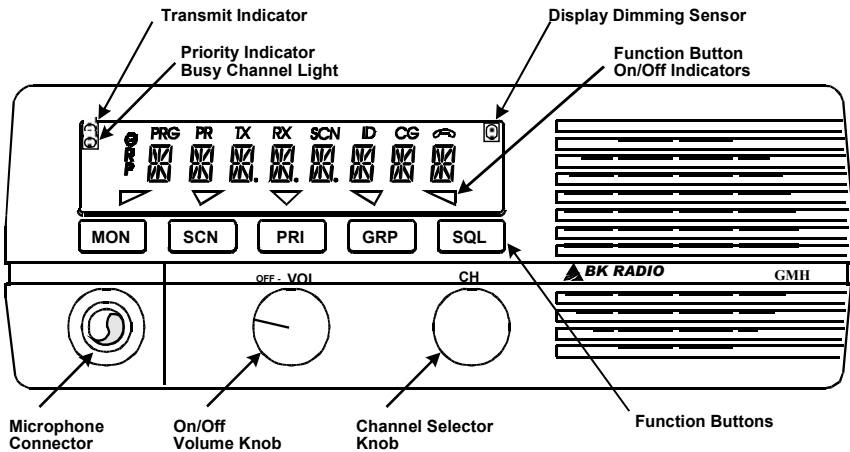 Transmit Indicator
Display Dimming Sensor
Priority Indicator
Busy Channel Light
Function Button
On/Off Indicators
GRP
PRG PR TX RX SCN ID CG
MON SCN PRI GRP SQL
OFF - VOL
CH
BK RADIO
GMH
Microphone
Connector
On/Off
Volume Knob
Channel Selector
Knob
Function Buttons